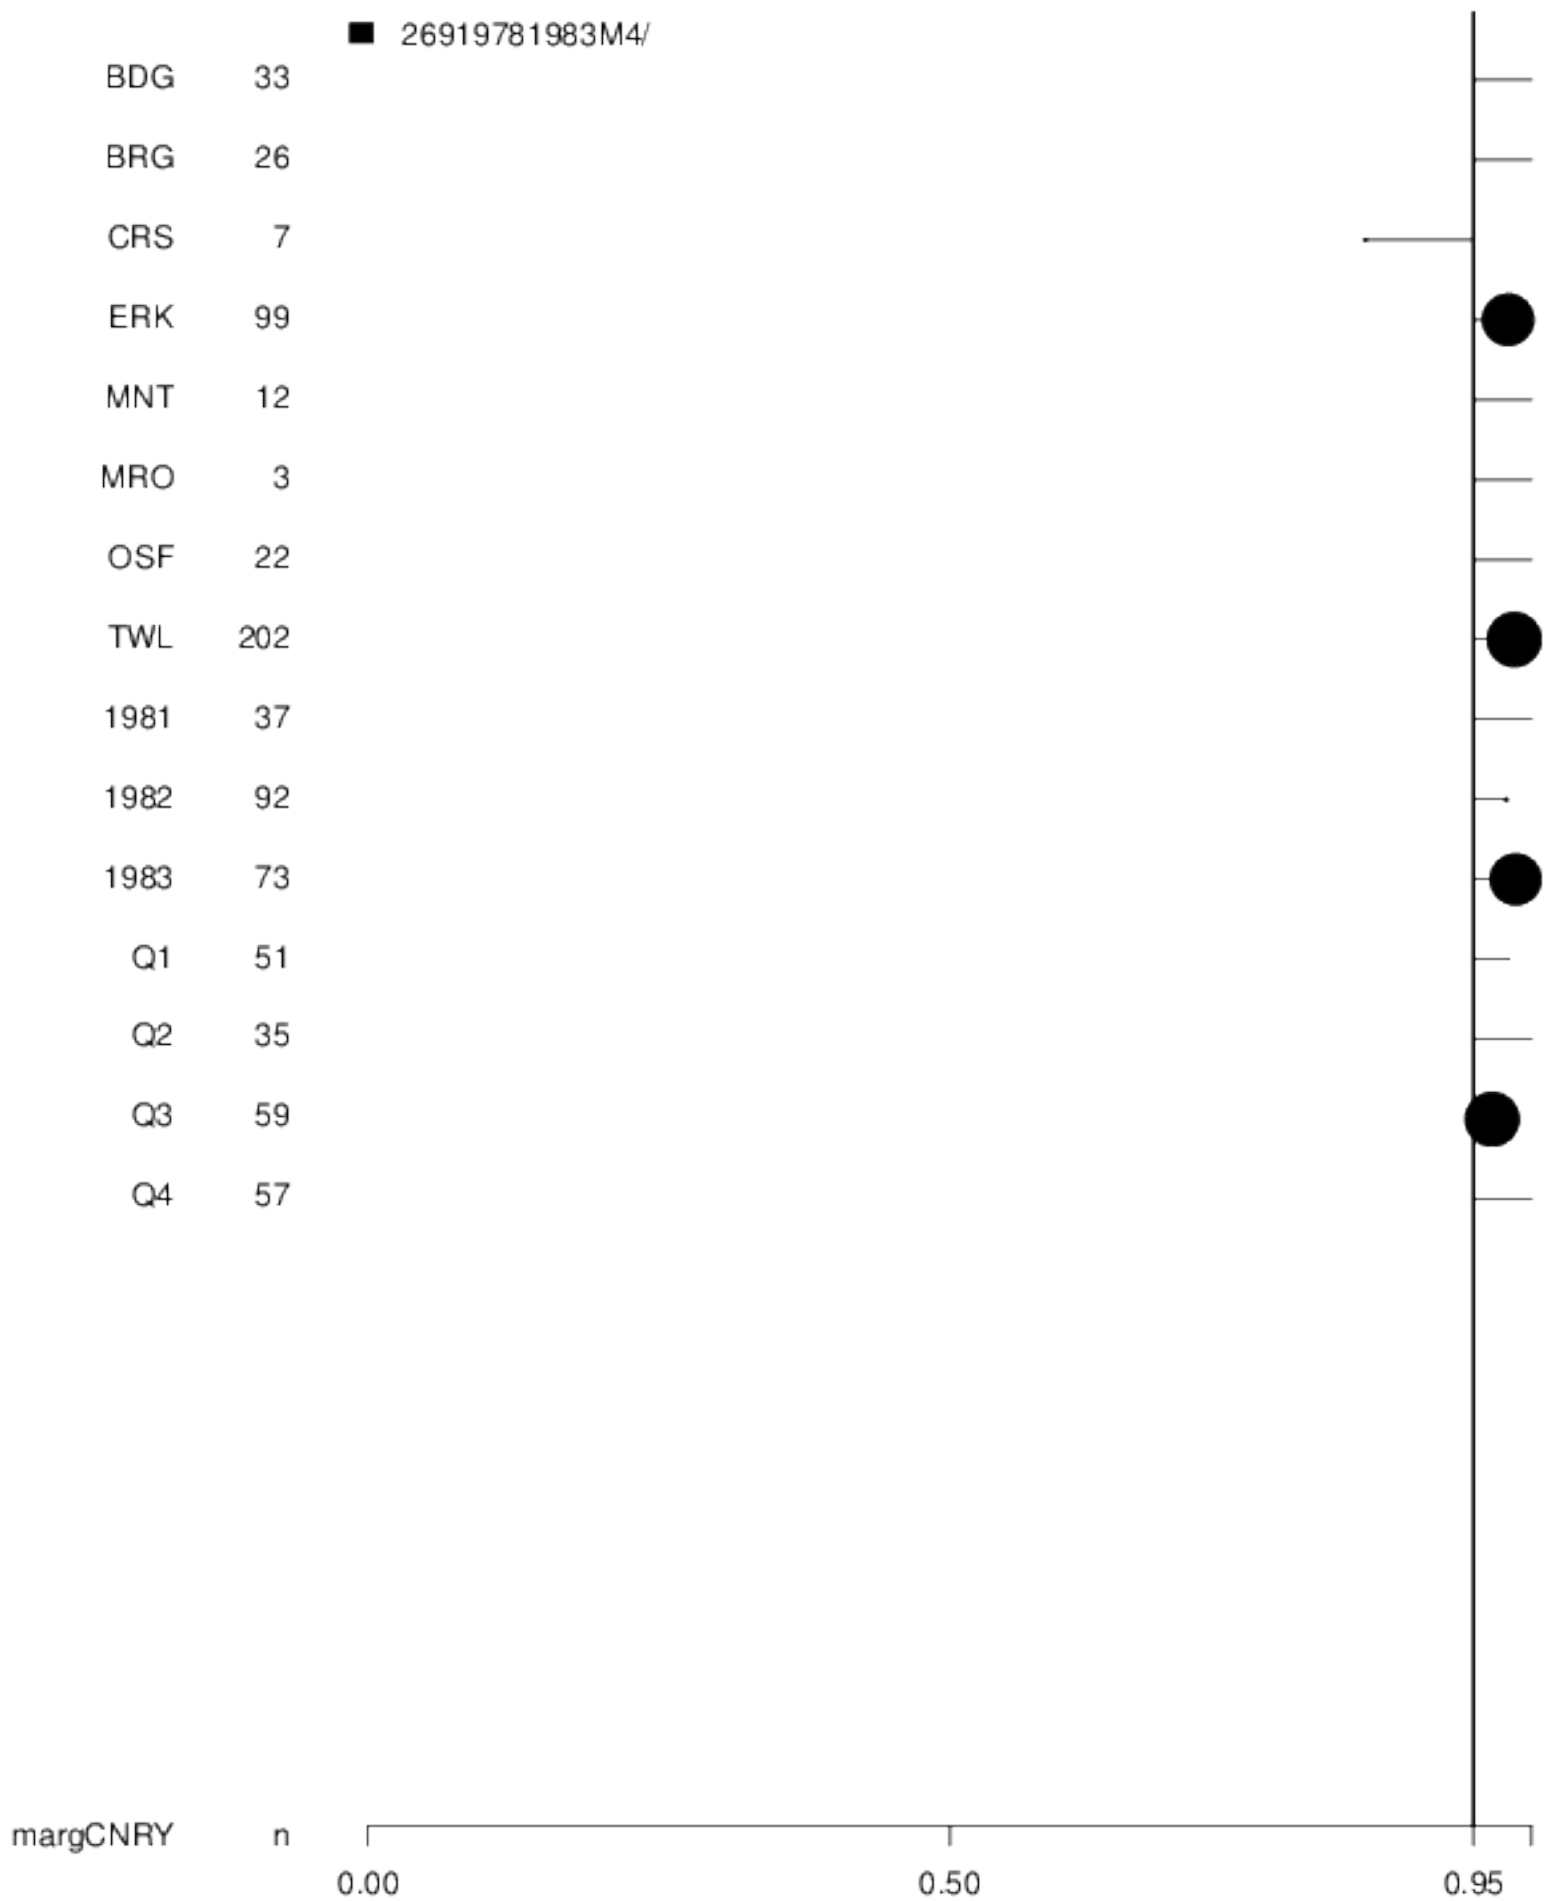 26919781983M4/
BDG 33
BRG 26
CRS 7
ERK 99
MNT 12
MRO 3
OSF 22
TWL 202
1981 37
1982 92
1983 73
Q1 51
Q2 35
Q3 59
Q4 57
margCNRY n
0.00 0.50 0.95